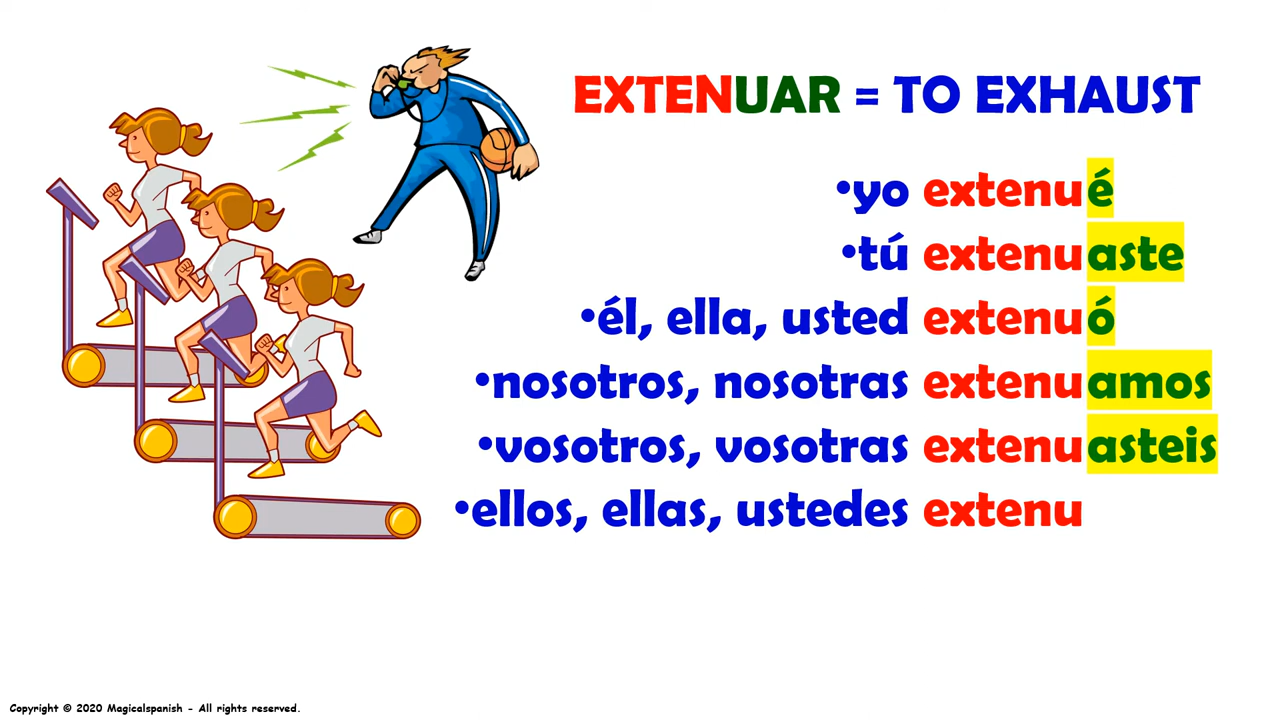 EXTENUAR = TO EXHAUST
•yo extenué
•tú extenuaste
•él, ella, usted extenuó
•nosotros, nosotras extenuamos
•vosotros, vosotras extenuasteis
•ellos, ellas, ustedes extenu
Copyright © 2020 Magicalspanish - All rights reserved.